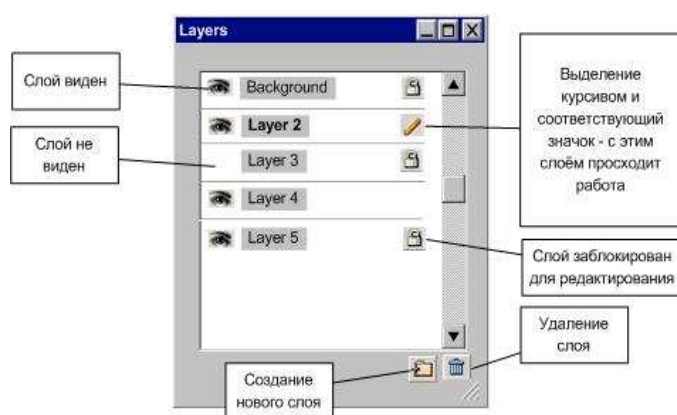 Layers
Слой виден
Background
Layer 2
Слой не
виден
Layer 3
Layer 4
Layer 5
Выделение
курсивом и
соответствующий
значок - с этим
слоём просходит
работа
Слой заблокирован
для редактирования
Удаление
слоя
Создание
нового слоя